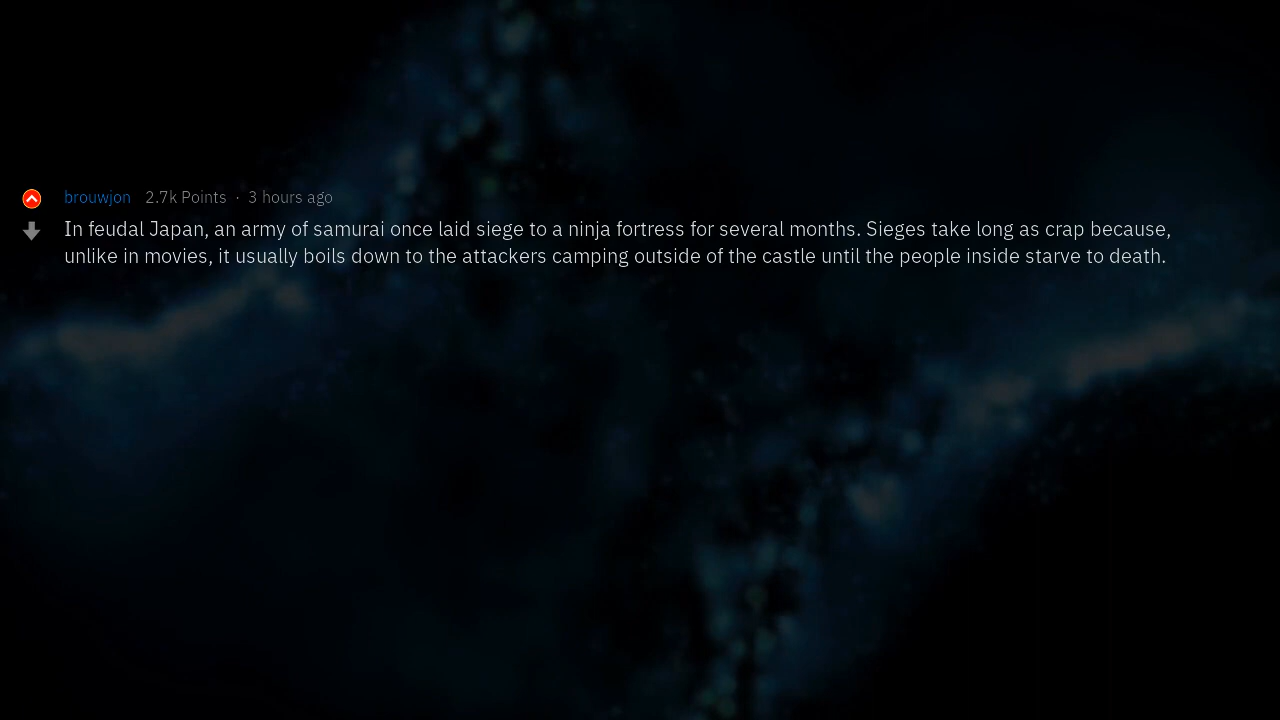 brouwjon 2.7k Points · 3 hours ago
In feudal Japan, an army of samurai once laid siege to a ninja fortress for several months. Sieges take long as crap because,
unlike in movies, it usually boils down to the attackers camping outside of the castle until the people inside starve to death.